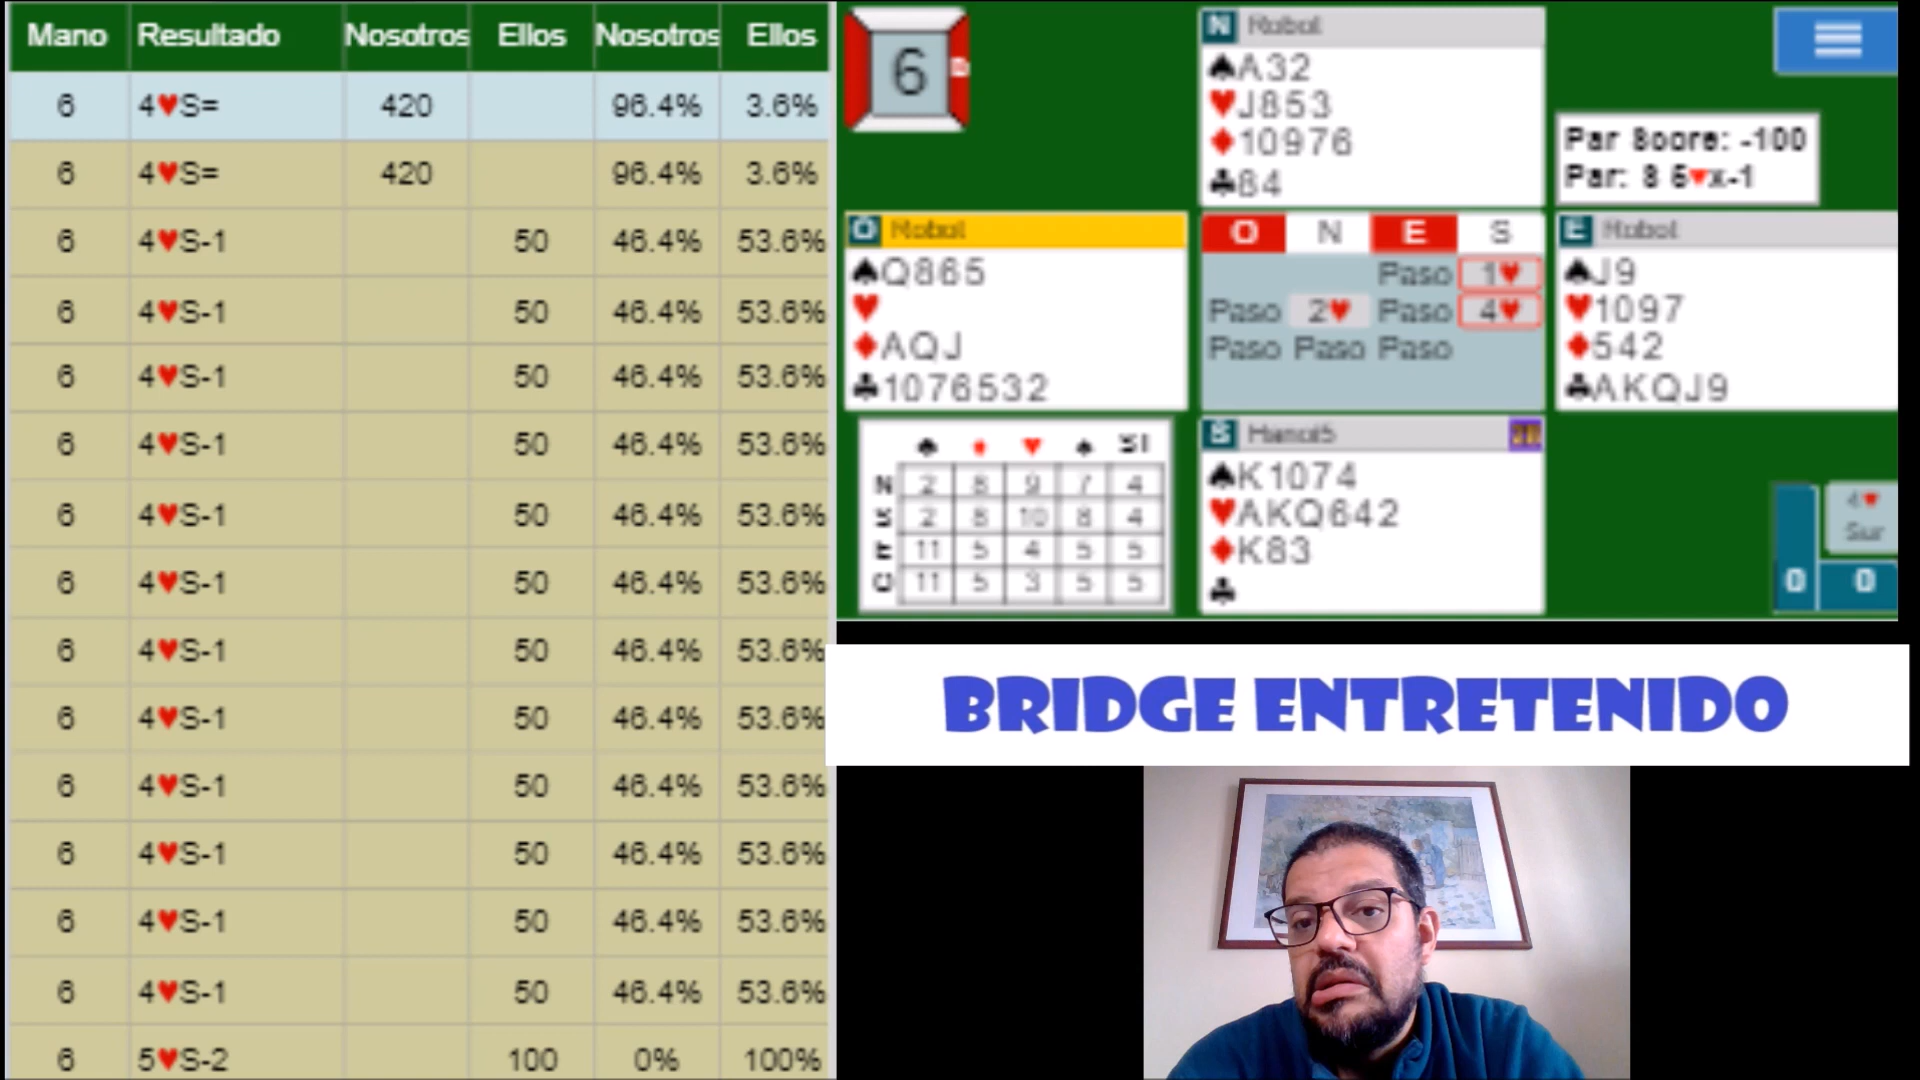 Mano Resultado Nosotros Ellos Nosotros Ellos
6 4♥S= 420 96.4% 3.6%
6 4♥S= 420 96.4% 3.6%
6 4♥S-1 50 46.4% 53.6%
6 4♥S-1 50 46.4% 53.6%
6 4♥S-1 50 46.4% 53.6%
6 4♥S-1 50 46.4% 53.6%
6 4♥S-1 50 46.4% 53.6%
6 4♥S-1 50 46.4% 53.6%
6 4♥S-1 50 46.4% 53.6%
6 4♥S-1 50 46.4% 53.6%
6 4♥S-1 50 46.4% 53.6%
6 4♥S-1 50 46.4% 53.6%
6 4♥S-1 50 46.4% 53.6%
6 4♥S-1 50 46.4% 53.6%
6 5♥S-2 100 0% 100%
6 D
N Robot
♠A32
♥J853
♦10976
♣84
Par Score: -100
Par: S 5♥x-1
O Robot
♠Q865
♥
♦AQJ
♣1076532
O N E S
Paso 1♥
Paso 2♥ Paso 4♥
Paso Paso Paso
E Robot
♠J9
♥1097
♦542
♣AKQJ9
♣ ♦ ♥ ♠ ST
N 2 8 9 7 4
S 2 8 10 8 4
E 11 5 4 5 5
O 11 5 3 5 5
S
♠K1074
♥AKQ642
♦K83
♣
4♥
Sur
0 0
BRIDGE ENTRETENIDO